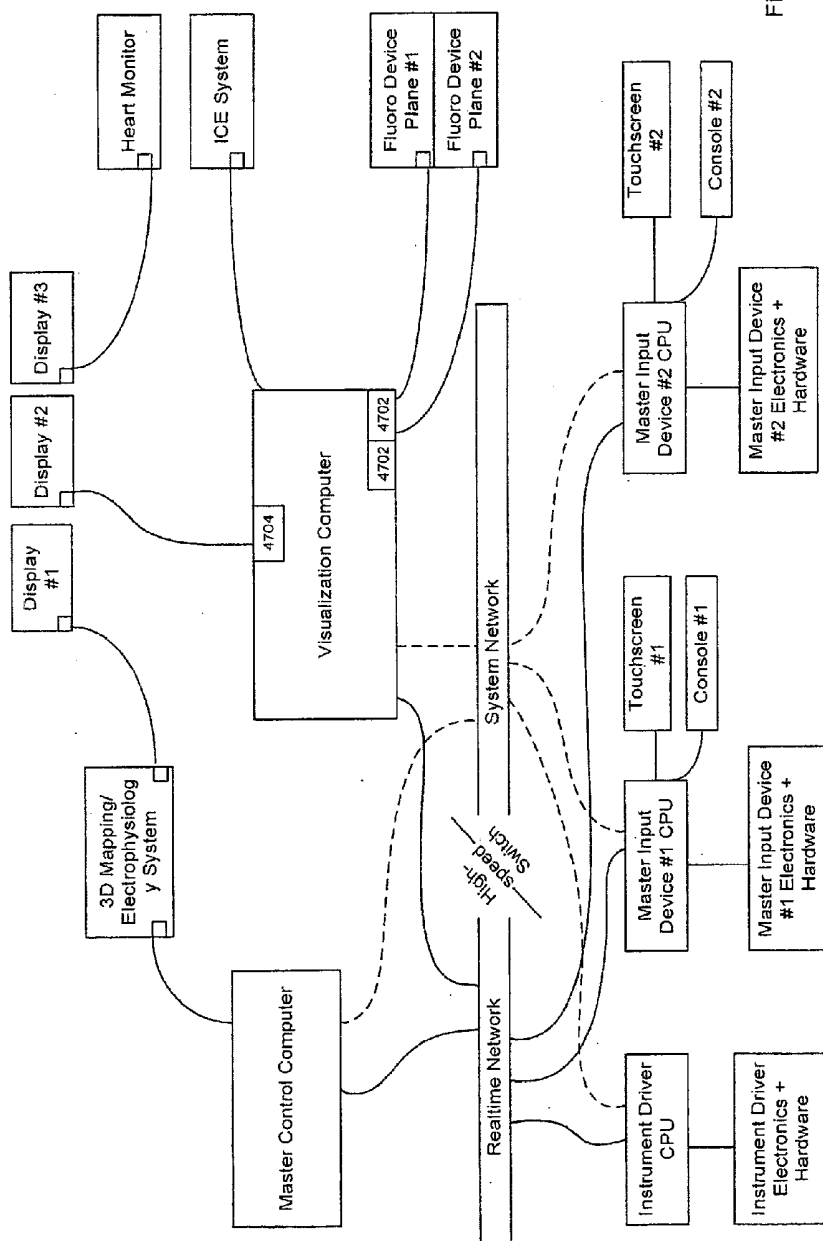 Display
#1
Display #2
Display #3
Heart Monitor
3D Mapping/
Electrophysiolog
y System
ICE System
Master Control Computer
4704
Visualization Computer
4702
4702
Fluoro Device
Plane #1
Fluoro Device
Plane #2
Realtime Network
High-
speed
Switch
System Network
Instrument Driver
CPU
Instrument Driver
Electronics +
Hardware
Master Input
Device #1 CPU
Touchscreen
#1
Console #1
Master Input Device
#1 Electronics +
Hardware
Master Input
Device #2 CPU
Touchscreen
#2
Console #2
Master Input Device
#2 Electronics +
Hardware
Fi